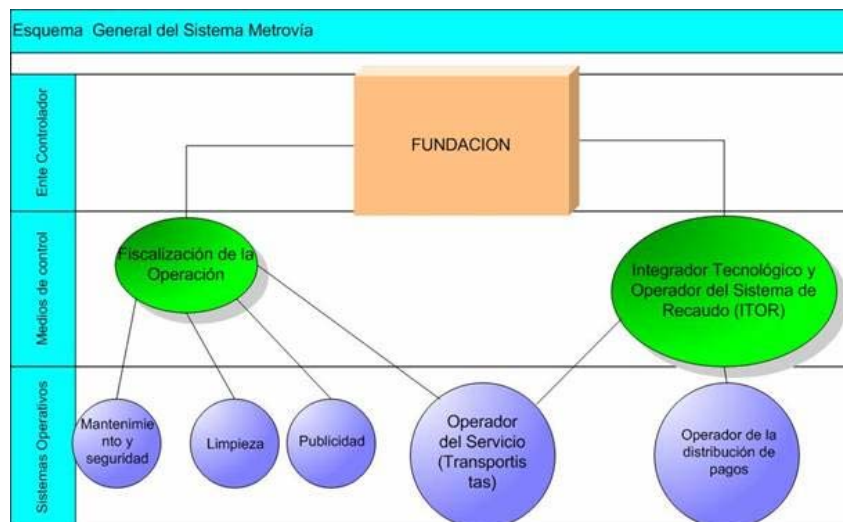 Esquema General del Sistema Metrovía
Ente Controlador
FUNDACION
Medios de control
Fiscalización de la
Operación
Integrador Tecnológico y
Operador del Sistema de
Recaudo (ITOR)
Sistemas Operativos
Mantenimie
nto y
seguridad
Limpieza
Publicidad
Operador
del Servicio
(Transportis
tas)
Operador de la
distribución de
pagos